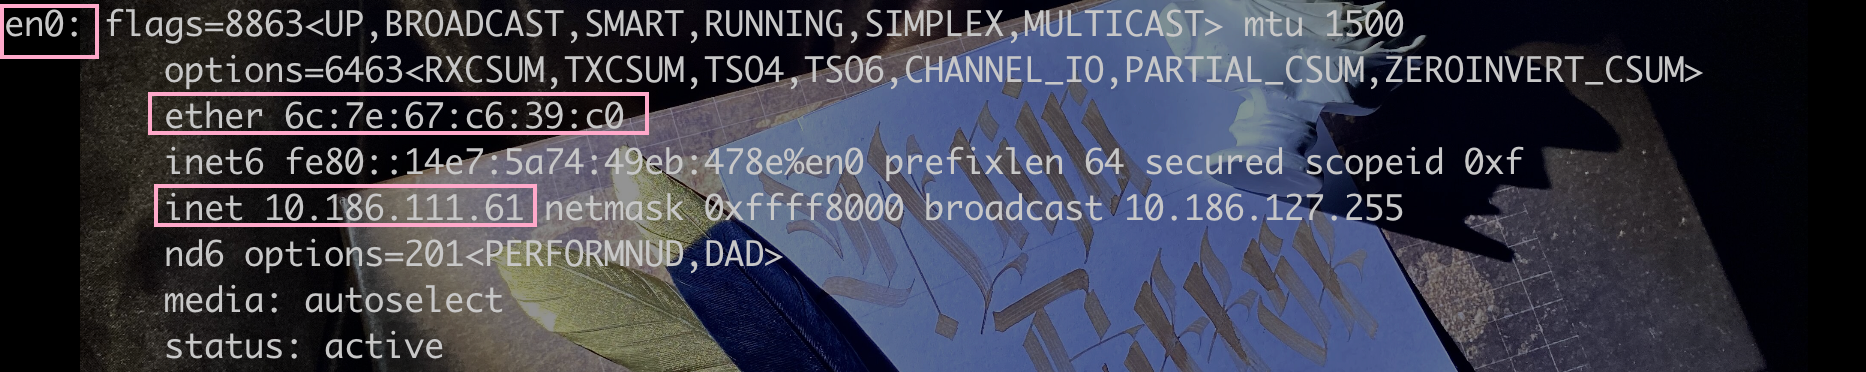 en0: flags=8863<UP,BROADCAST,SMART,RUNNING,SIMPLEX,MULTICAST> mtu 1500
options=6463<RXCSUM,TXCSUM,TSO4,TSO6,CHANNEL_IO,PARTIAL_CSUM,ZEROINVERT_CSUM>
ether 6c:7e:67:c6:39:c0
inet6 fe80::14e7:5a74:49eb:478e%en0 prefixlen 64 secured scopeid 0xf
inet 10.186.111.61 netmask 0xffff8000 broadcast 10.186.127.255
nd6 options=201<PERFORMNUD,DAD>
media: autoselect
status: active